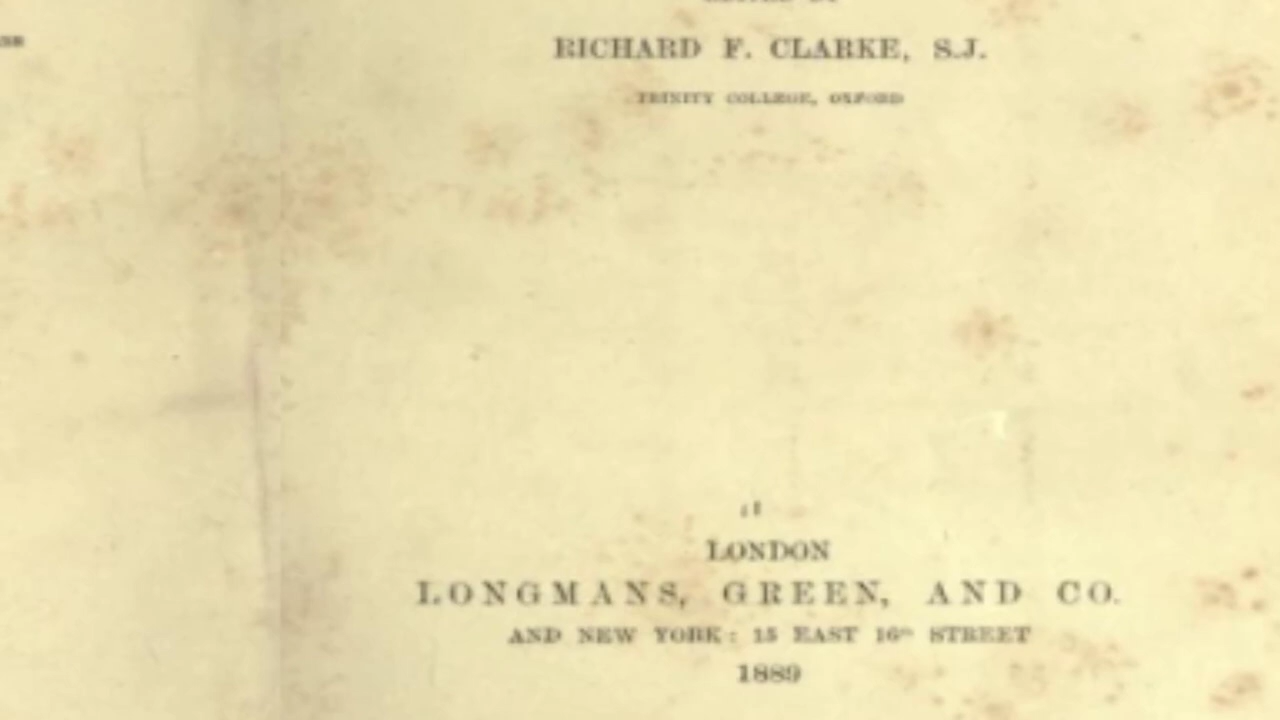 RICHARD F. CLARKE, S.J.
TRINITY COLLEGE, OXFORD
LONDON
LONGMANS, GREEN, AND CO.
AND NEW YORK: 15 EAST 16th STREET
1889